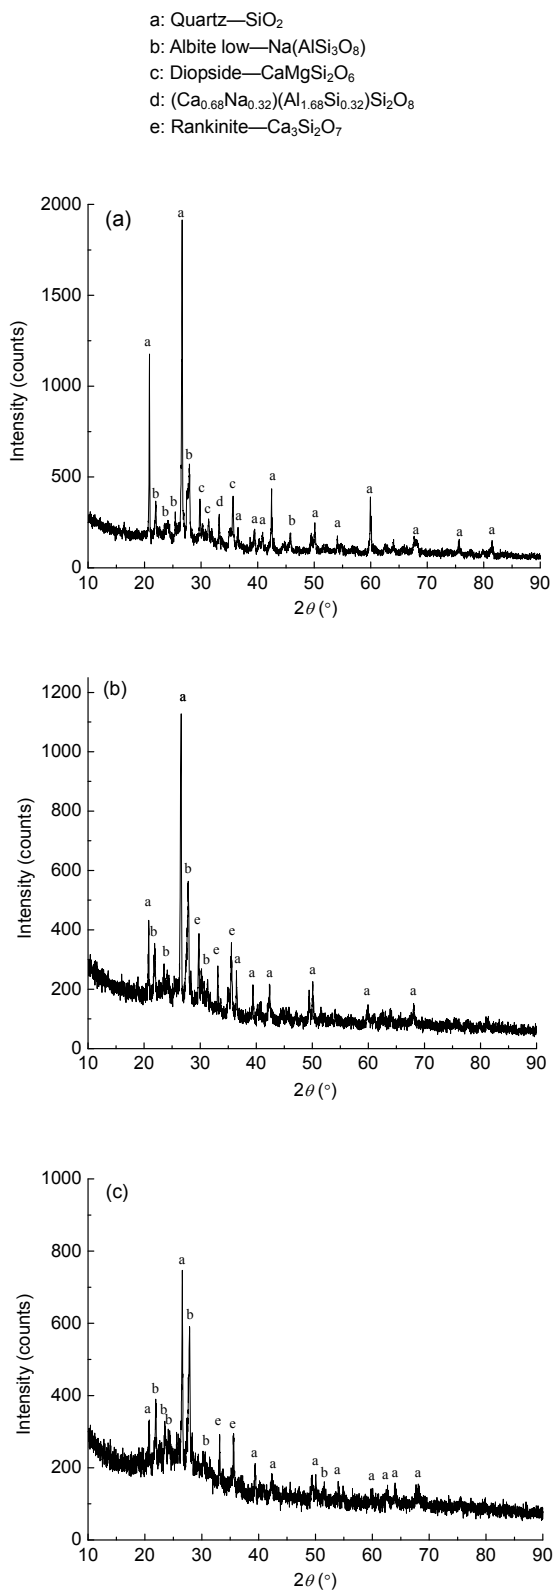 a: Quartz—SiO₂
b: Albite low—Na(AlSi₃O₈)
c: Diopside—CaMgSi₂O₆
d: (Ca₀.₆₈Na₀.₃₂)(Al₁.₆₈Si₀.₃₂)Si₂O₈
e: Rankinite—Ca₃Si₂O₇
(a)
Intensity (counts)
2000
1500
1000
500
0
a
a
b
b
b
b
c
c
d
c
a
a
a
a
b
a
a
a
a
a
a
10 20 30 40 50 60 70 80 90
2θ (°)
(b)
Intensity (counts)
1200
1000
800
600
400
200
0
a
a
b
b
b
e
b
e
e
a
a
a
a
a
a
10 20 30 40 50 60 70 80 90
2θ (°)
(c)
Intensity (counts)
1000
800
600
400
200
0
a
b
b
b
a
b
b
e
e
a
a
a
b
a
a
a
a
a
10 20 30 40 50 60 70 80 90
2θ (°)